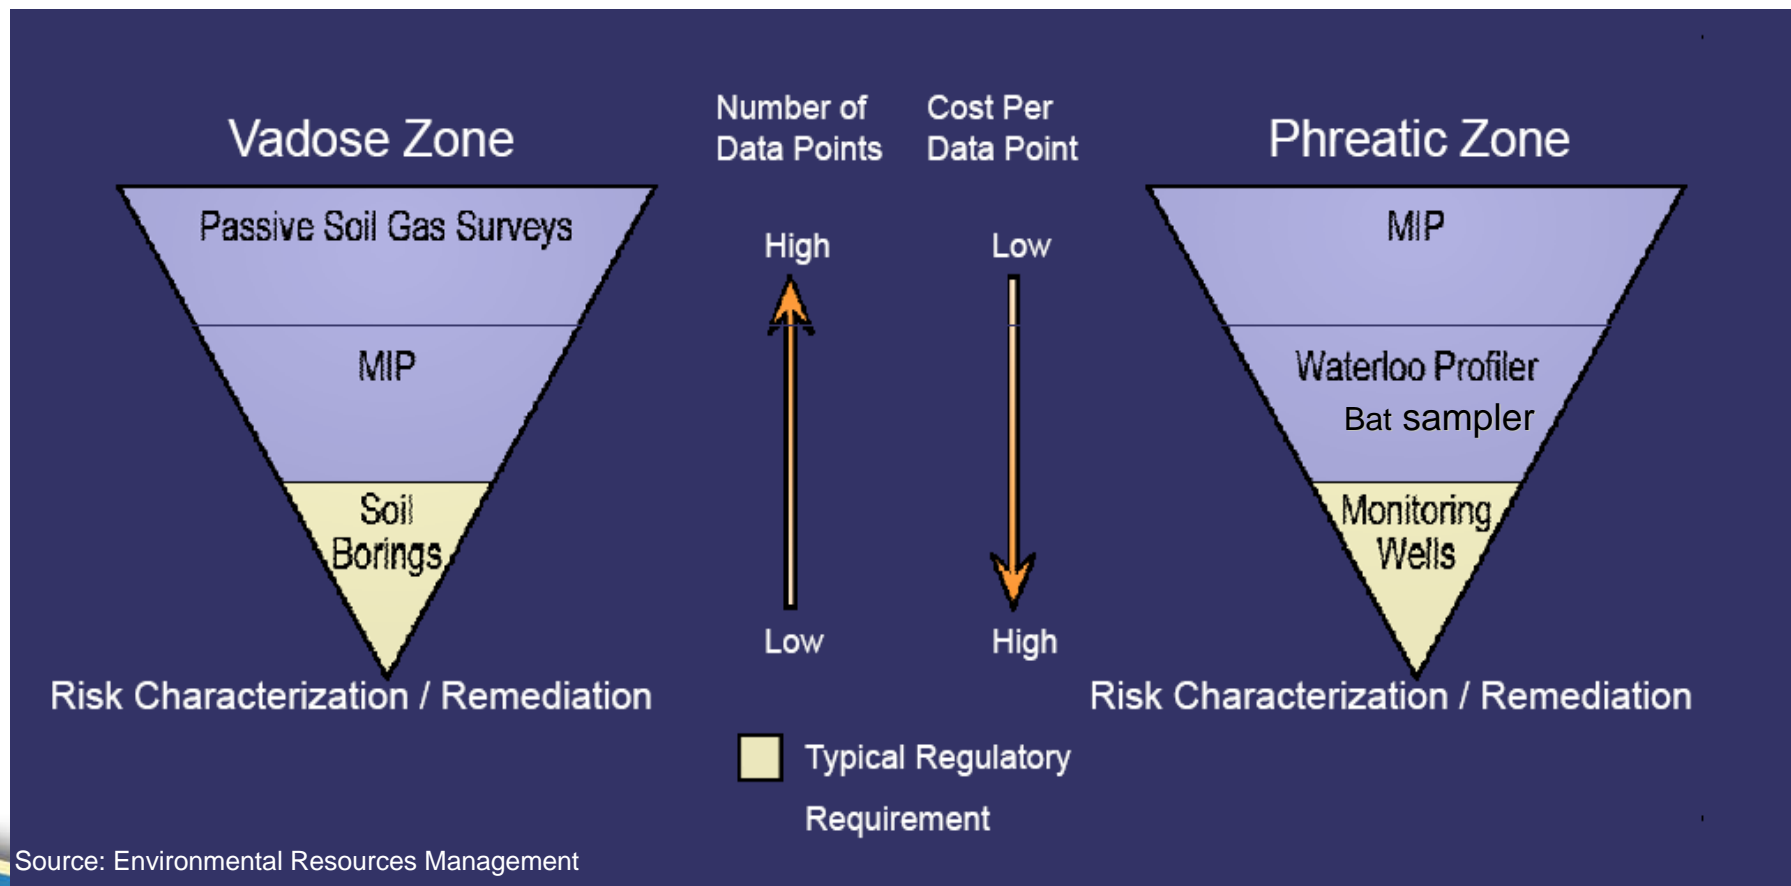 Vadose Zone
Passive Soil Gas Surveys
MIP
Soil
Borings
Risk Characterization / Remediation
Number of
Data Points
High
Low
Cost Per
Data Point
Low
High
Phreatic Zone
MIP
Waterloo Profiler
Bat sampler
Monitoring
Wells
Risk Characterization / Remediation
Typical Regulatory
Requirement
Source: Environmental Resources Management